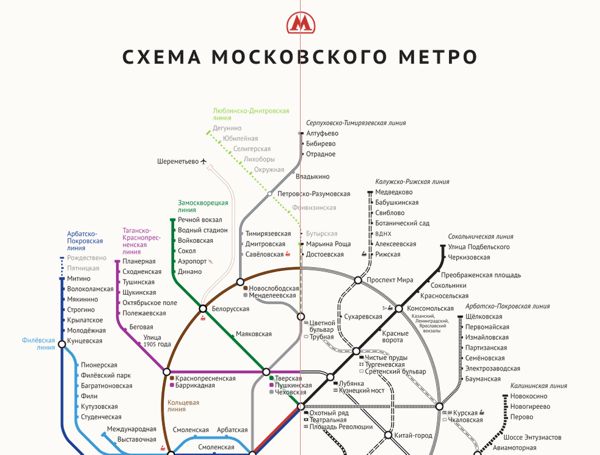 СХЕМА МОСКОВСКОГО МЕТРО
Люблинско-Дмитровская
линия
Дегунино
Юбилейная
Селигерская
Лихоборы
Окружная
Фонвизинская
Бутырская
Марьина Роща
Достоевская
Серпуховско-Тимирязевская линия
Алтуфьево
Бибирево
Отрадное
Владыкино
Петровско-Разумовская
Тимирязевская
Дмитровская
Савёловская
Шереметьево
Калужско-Рижская линия
Медведково
Бабушкинская
Свиблово
Ботанический сад
ВДНХ
Алексеевская
Рижская
Проспект Мира
Замоскворецкая
линия
Речной вокзал
Водный стадион
Войковская
Сокол
Аэропорт
Динамо
Белорусская
Маяковская
Таганско-
Краснопрес-
ненская
линия
Планерная
Сходненская
Тушинская
Щукинская
Октябрьское поле
Полежаевская
Беговая
Улица
1905 года
Арбатско-
Покровская
линия
Рождествено
Пятницкая
Митино
Волоколамская
Мякинино
Строгино
Крылатское
Молодёжная
Кунцевская
Филёвская
линия
Пионерская
Филёвский парк
Багратионовская
Фили
Кутузовская
Студенческая
Международная
Выставочная
Смоленская
Арбатская
Смоленская
Кольцевая
линия
Краснопресненская
Баррикадная
Новослободская
Менделеевская
Цветной
бульвар
Трубная
Сухаревская
Чистые пруды
Тургеневская
Сретенский бульвар
Тверская
Пушкинская
Чеховская
Лубянка
Кузнецкий мост
Охотный ряд
Театральная
Площадь Революции
Китай-город
Сокольническая линия
Улица Подбельского
Черкизовская
Преображенская площадь
Сокольники
Красносельская
Комсомольская
Казанский,
Ленинградский,
Ярославский
вокзалы
Красные
ворота
Арбатско-Покровская линия
Щёлковская
Первомайская
Измайловская
Партизанская
Семёновская
Электрозаводская
Бауманская
Курская
Чкаловская
Калининская линия
Новокосино
Новогиреево
Перово
Шоссе Энтузиастов
Авиамоторная